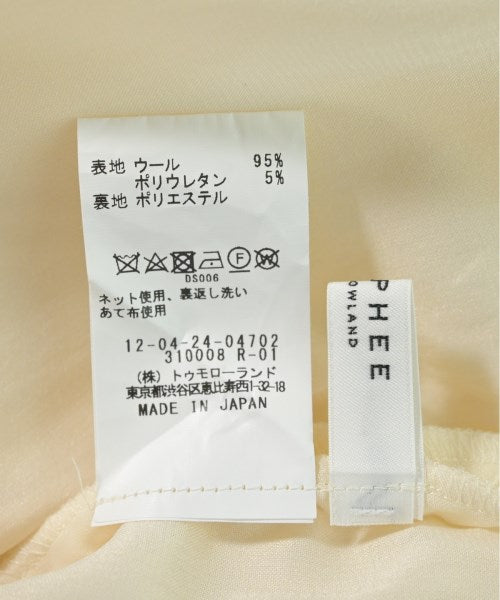 表地 ウール 95%
ポリウレタン 5%
裏地 ポリエステル
F W
DS006
ネット使用、裏返し洗い
あて布使用
12-04-24-04702
310008 R-01
(株) トゥモローランド
東京都渋谷区恵比寿西1-32-18
MADE IN JAPAN
PHEE
OWLAND